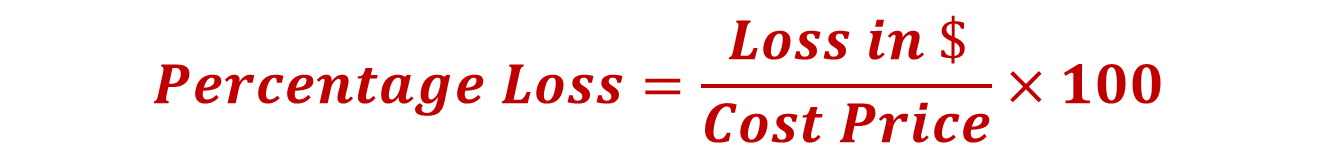 Percentage Loss = Loss in $ / Cost Price × 100